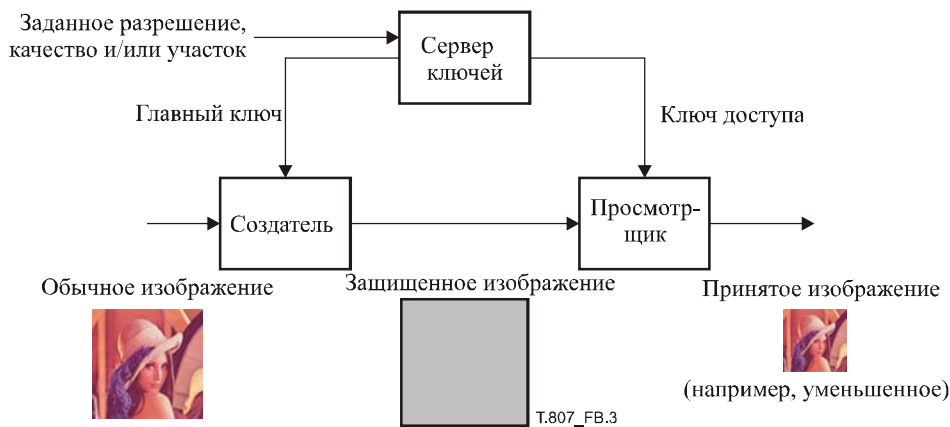 Заданное разрешение,
качество и/или участок
Сервер
ключей
Главный ключ
Ключ доступа
Создатель
Просмотр-
щик
Обычное изображение
Защищенное изображение
Принятое изображение
(например, уменьшенное)
T.807_FB.3